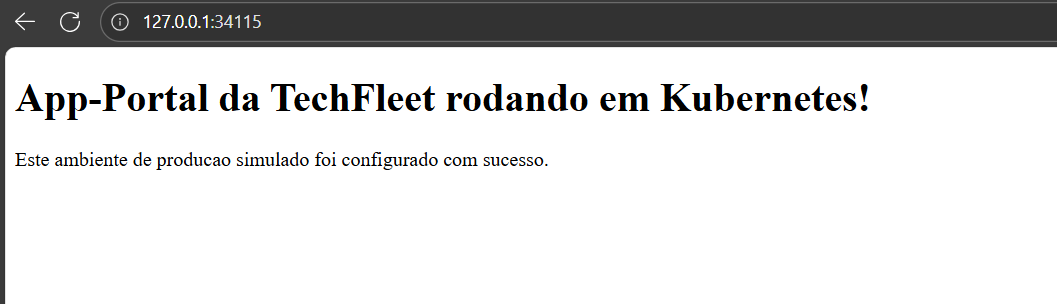 127.0.0.1:34115
App-Portal da TechFleet rodando em Kubernetes!
Este ambiente de producao simulado foi configurado com sucesso.